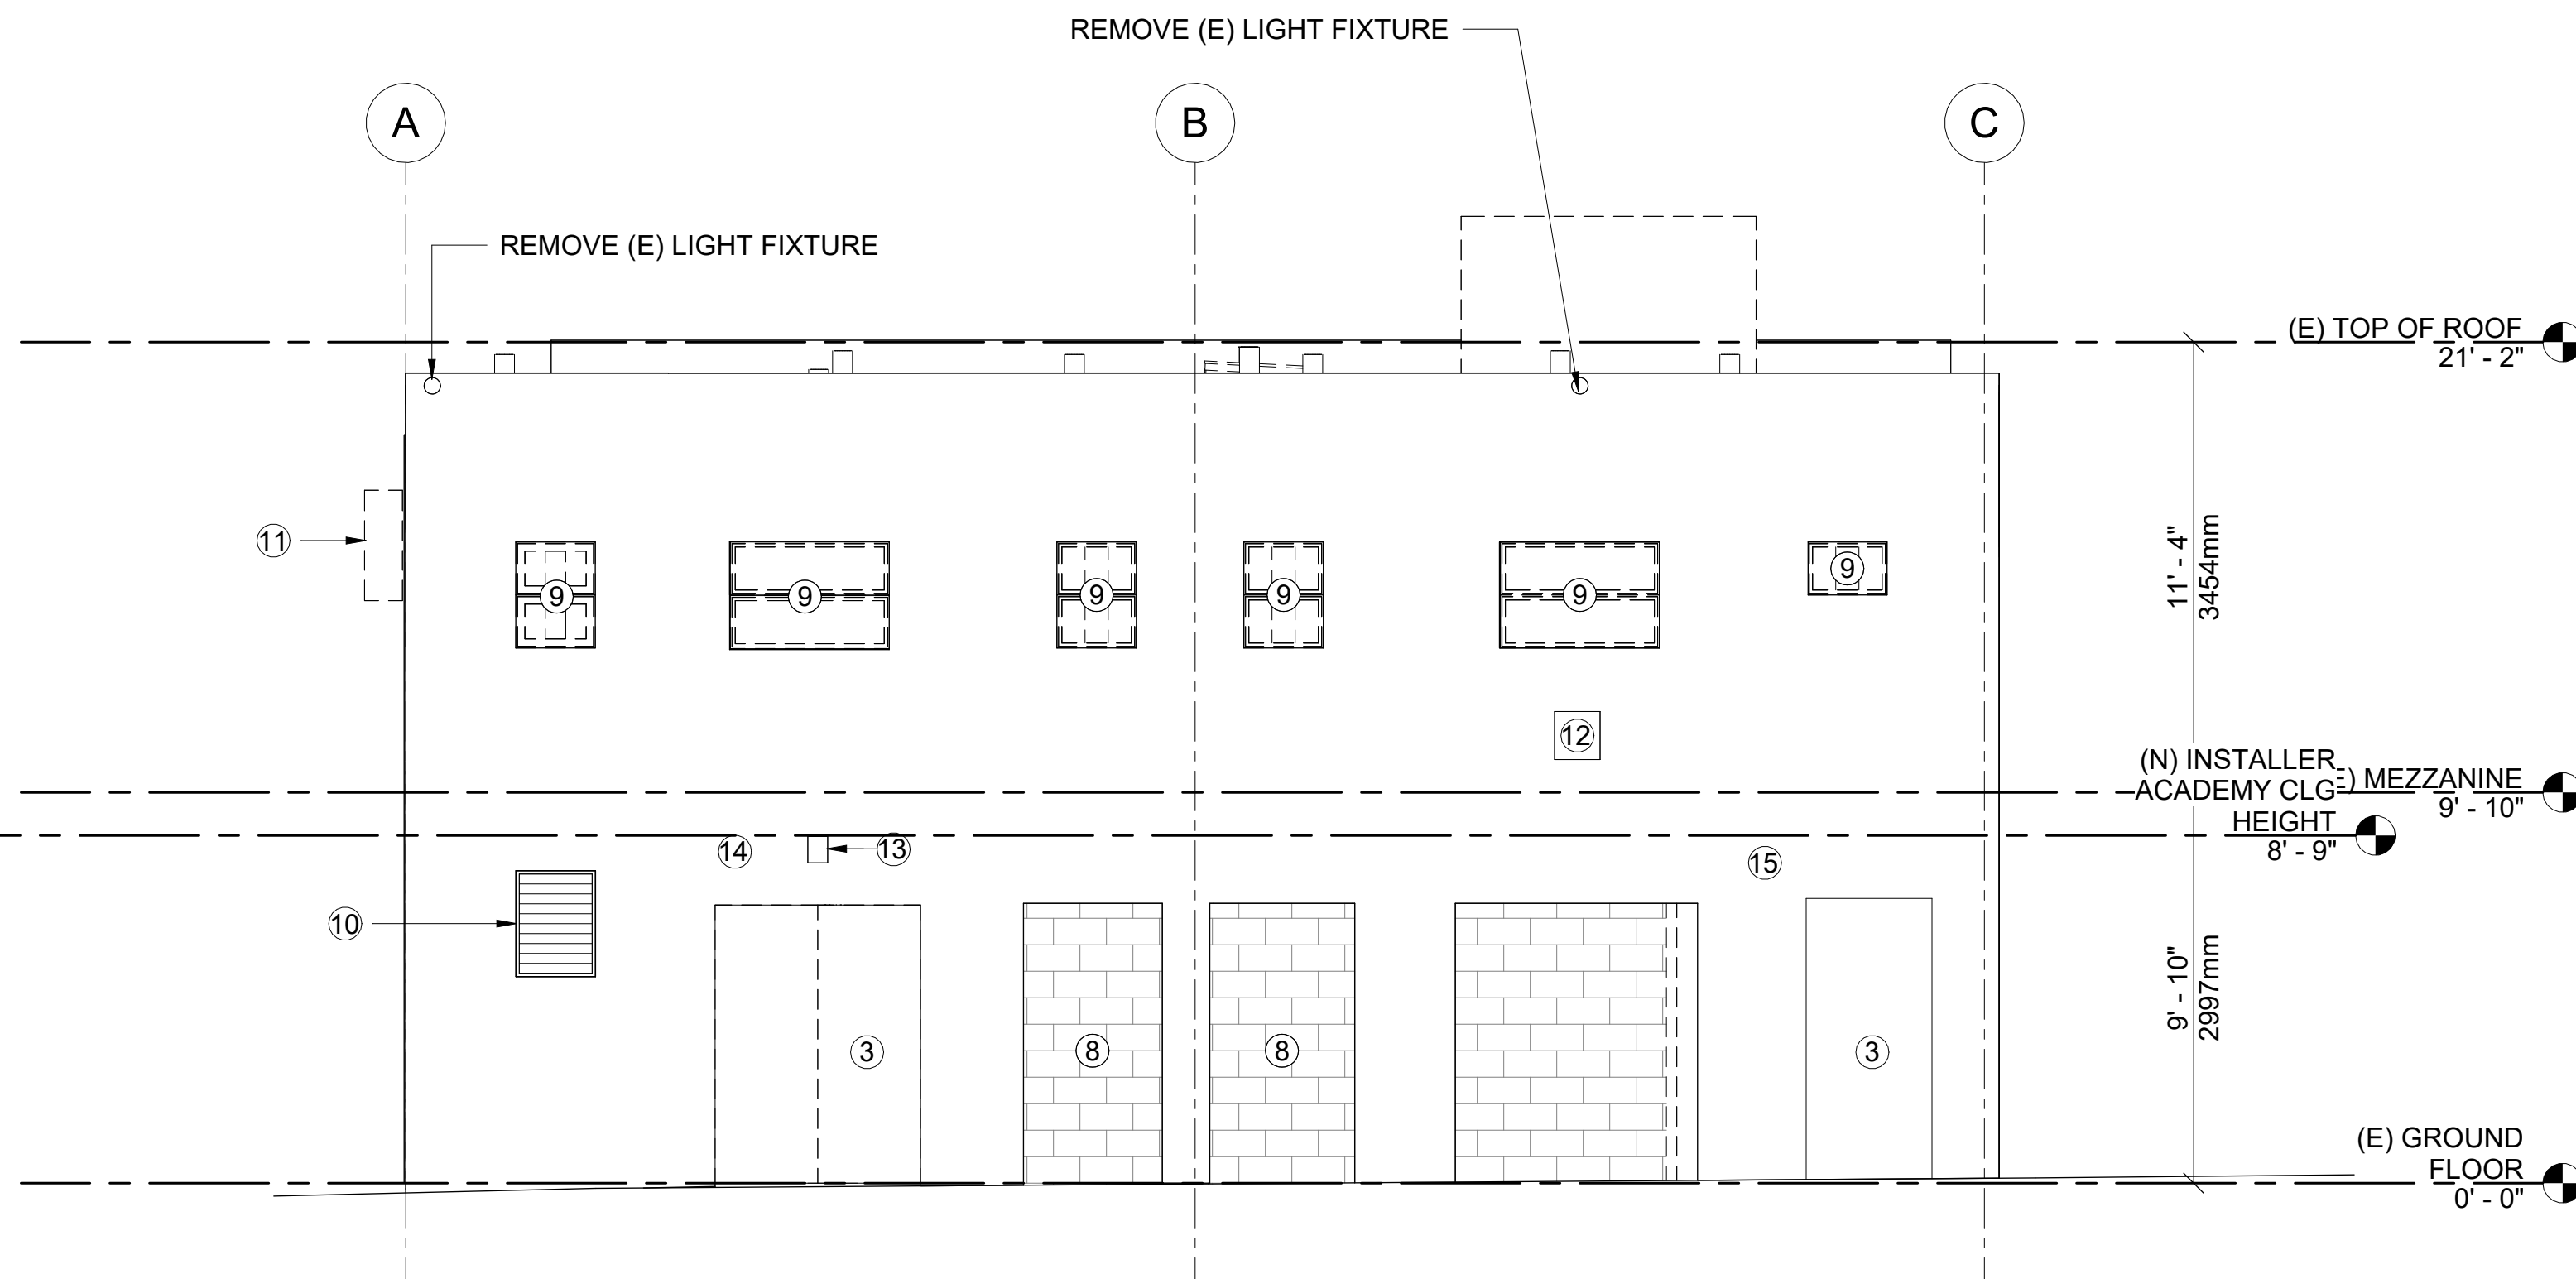 REMOVE (E) LIGHT FIXTURE
A
B
C
REMOVE (E) LIGHT FIXTURE
(E) TOP OF ROOF
21' - 2"
11
9
9
9
9
9
9
11' - 4"
3454mm
12
(N) INSTALLER
ACADEMY CLG
HEIGHT
8' - 9"
E) MEZZANINE
9' - 10"
14
13
15
10
3
8
8
3
9' - 10"
2997mm
(E) GROUND
FLOOR
0' - 0"